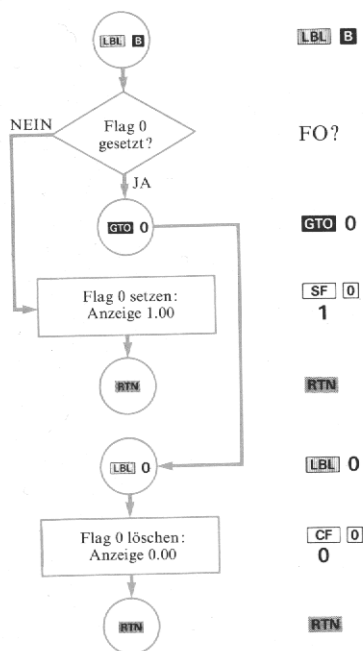 LBL B
LBL B
NEIN
Flag 0
gesetzt?
FO?
JA
GTO 0
GTO 0
Flag 0 setzen:
Anzeige 1.00
SF 0
1
RTN
RTN
LBL 0
LBL 0
Flag 0 löschen:
Anzeige 0.00
CF 0
0
RTN
RTN